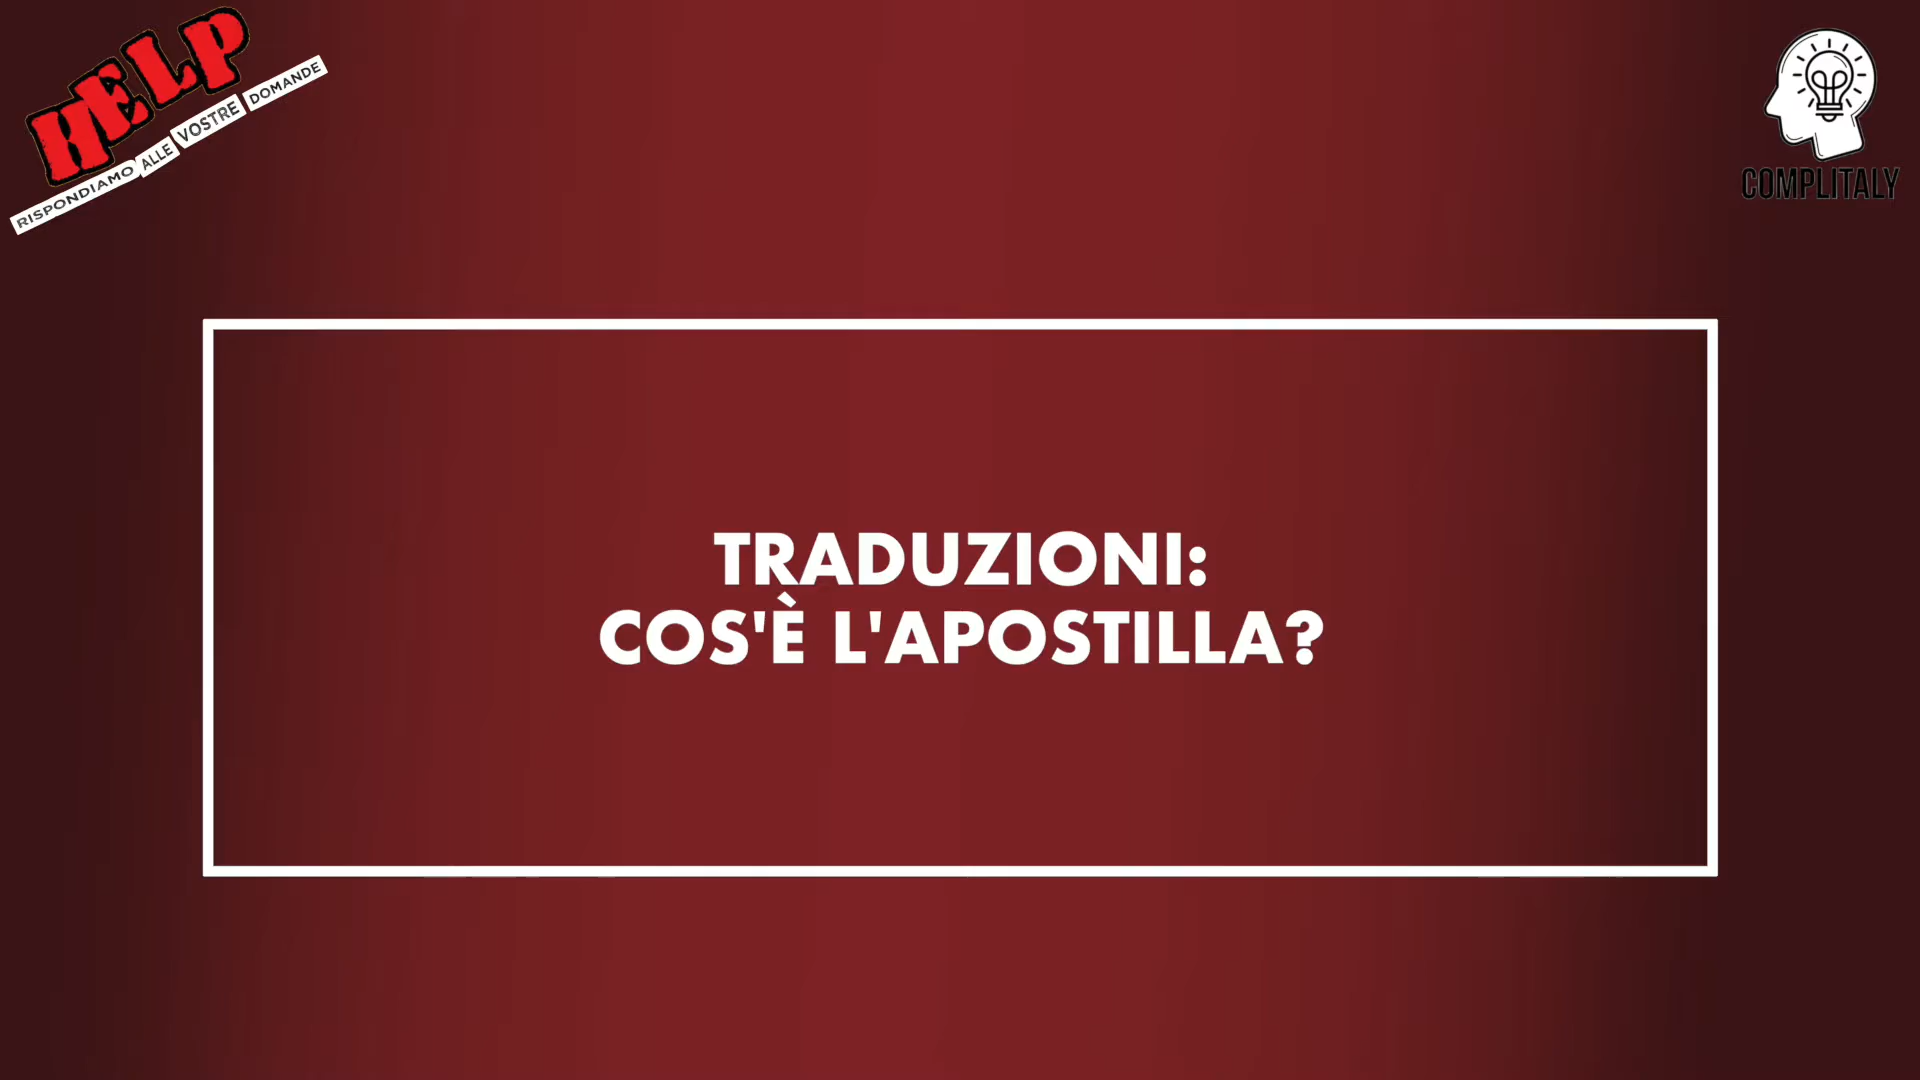 HELP
RISPONDIAMO ALLE VOSTRE DOMANDE
COMPLITALY
TRADUZIONI:
COS'È L'APOSTILLA?